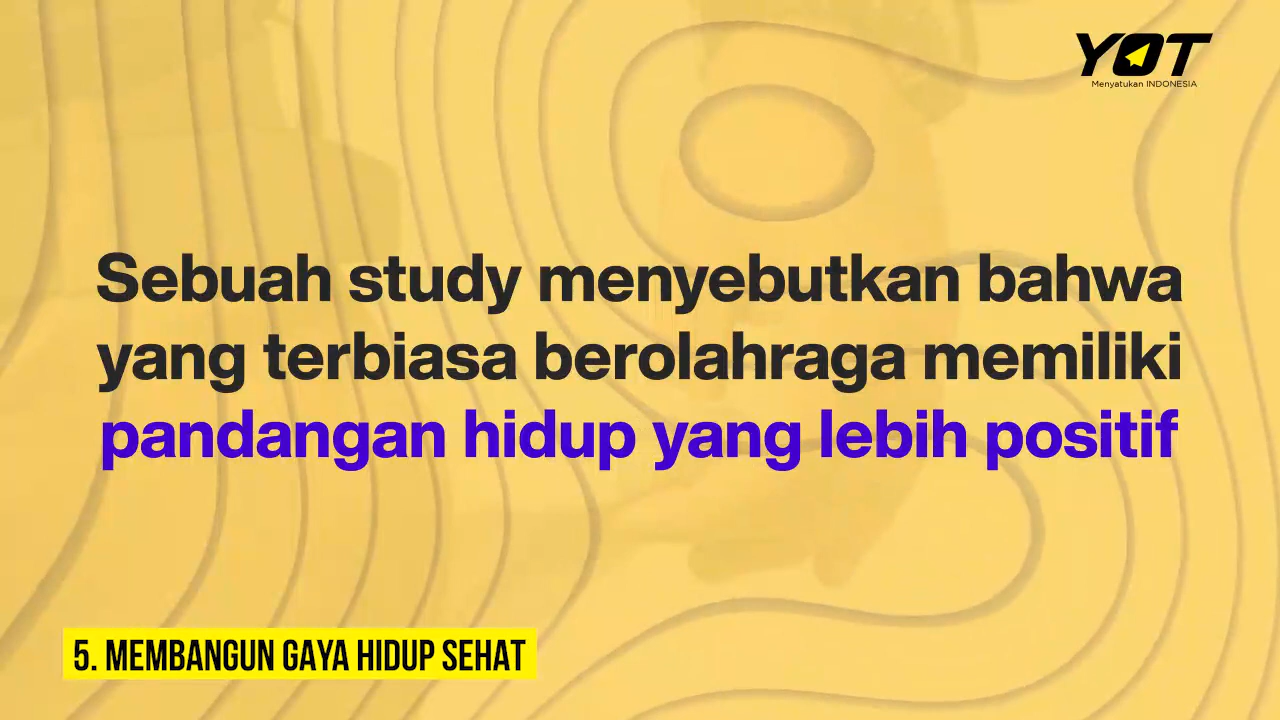 YOT
Menyatukan INDONESIA
Sebuah study menyebutkan bahwa
yang terbiasa berolahraga memiliki
pandangan hidup yang lebih positif
5. MEMBANGUN GAYA HIDUP SEHAT